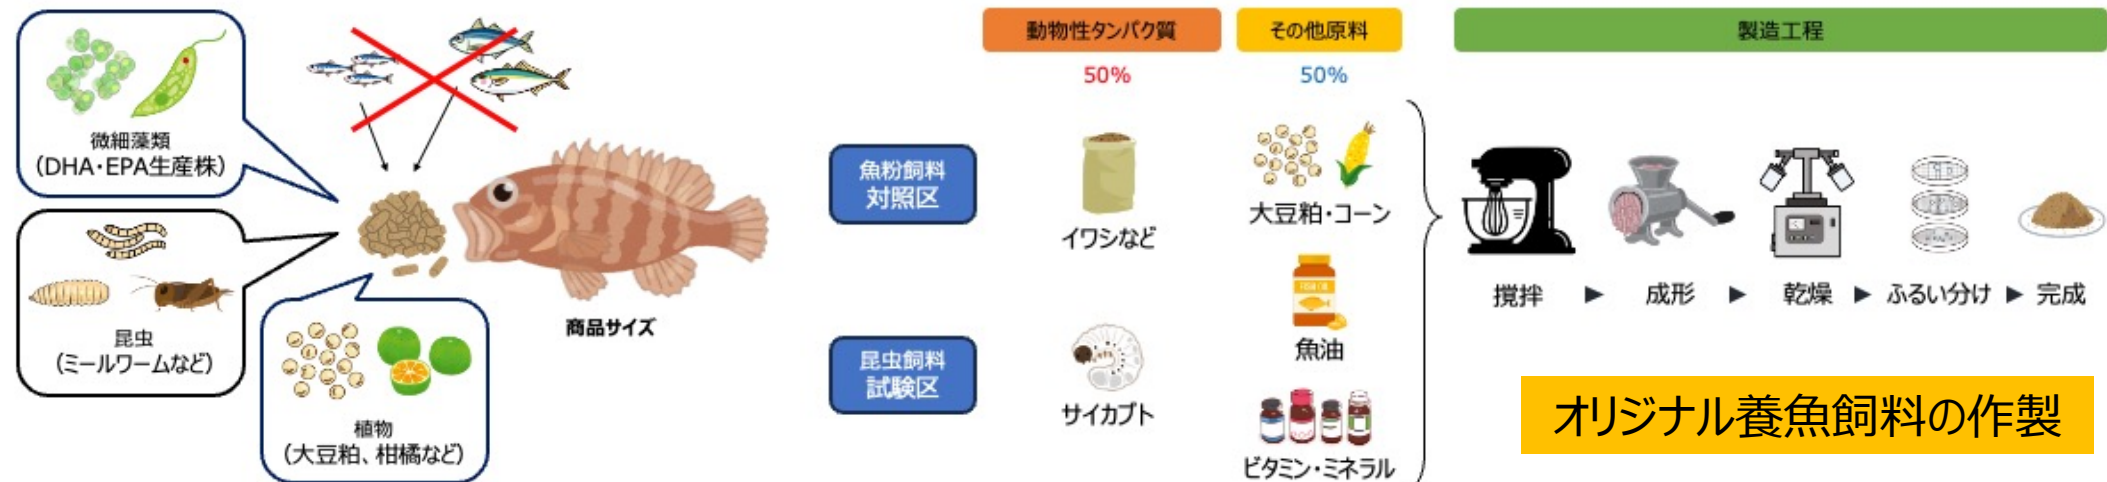 微細藻類
（DHA・EPA生産株）
昆虫
（ミールワームなど）
植物
（大豆粕、柑橘など）
商品サイズ
動物性タンパク質
50%
その他原料
50%
製造工程
魚粉飼料
対照区
イワシなど
大豆粕・コーン
FISH OIL
魚油
昆虫飼料
試験区
サイカブト
ビタミン・ミネラル
撹拌 ▶ 成形 ▶ 乾燥 ▶ ふるい分け ▶ 完成
オリジナル養魚飼料の作製